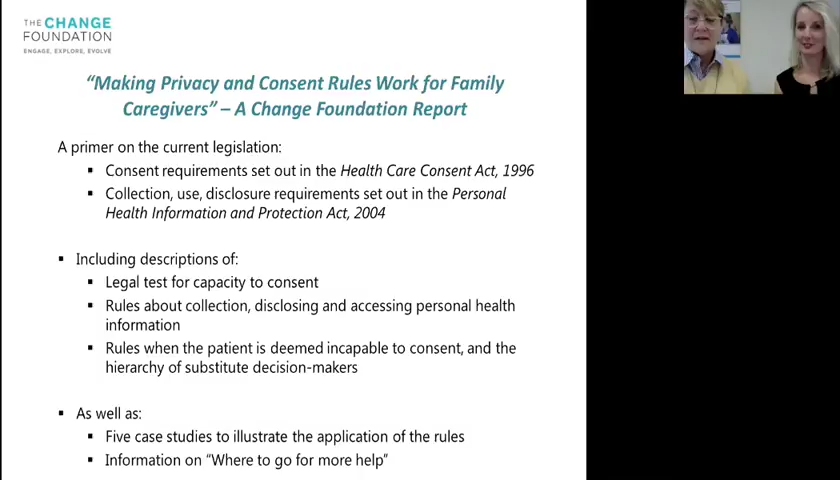 THE CHANGE
FOUNDATION
ENGAGE, EXPLORE, EVOLVE
“Making Privacy and Consent Rules Work for Family
Caregivers” – A Change Foundation Report
A primer on the current legislation:
▪ Consent requirements set out in the Health Care Consent Act, 1996
▪ Collection, use, disclosure requirements set out in the Personal
Health Information and Protection Act, 2004
▪ Including descriptions of:
▪ Legal test for capacity to consent
▪ Rules about collection, disclosing and accessing personal health
information
▪ Rules when the patient is deemed incapable to consent, and the
hierarchy of substitute decision-makers
▪ As well as:
▪ Five case studies to illustrate the application of the rules
▪ Information on “Where to go for more help”